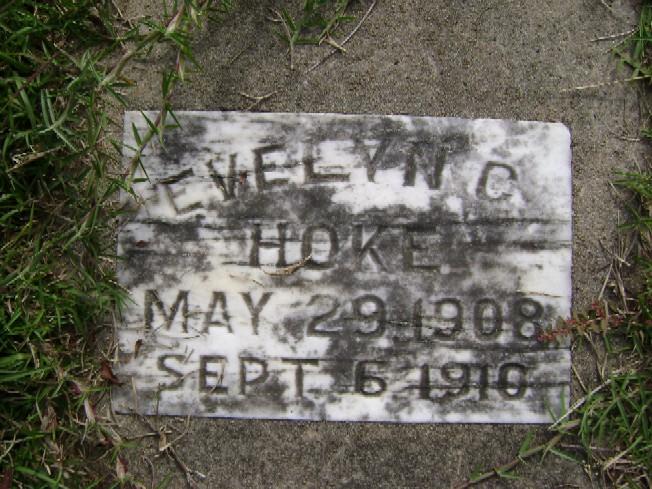 EVELYN C
HOKE
MAY 29 1908
SEPT 6 1910